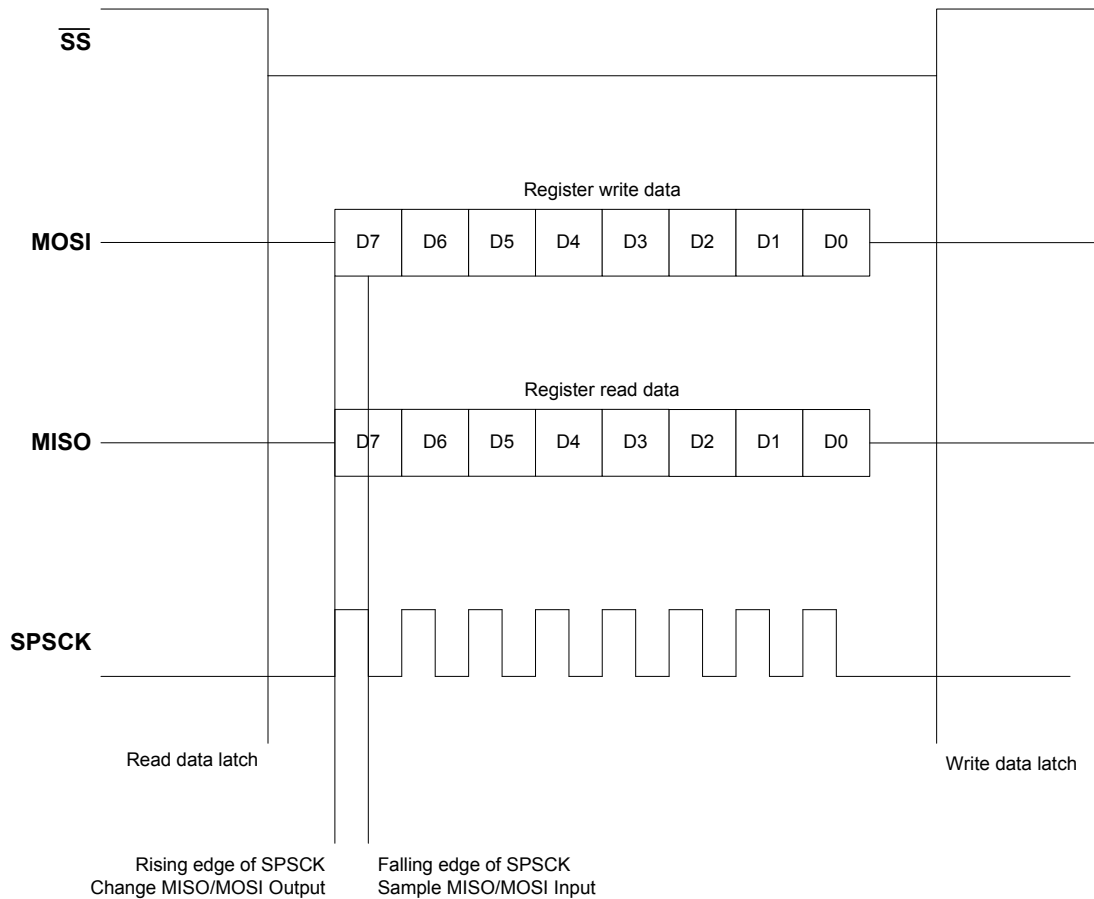 SS
Register write data
MOSI
D7 D6 D5 D4 D3 D2 D1 D0
Register read data
MISO
D7 D6 D5 D4 D3 D2 D1 D0
SPSCK
Read data latch
Write data latch
Rising edge of SPSCK
Change MISO/MOSI Output
Falling edge of SPSCK
Sample MISO/MOSI Input